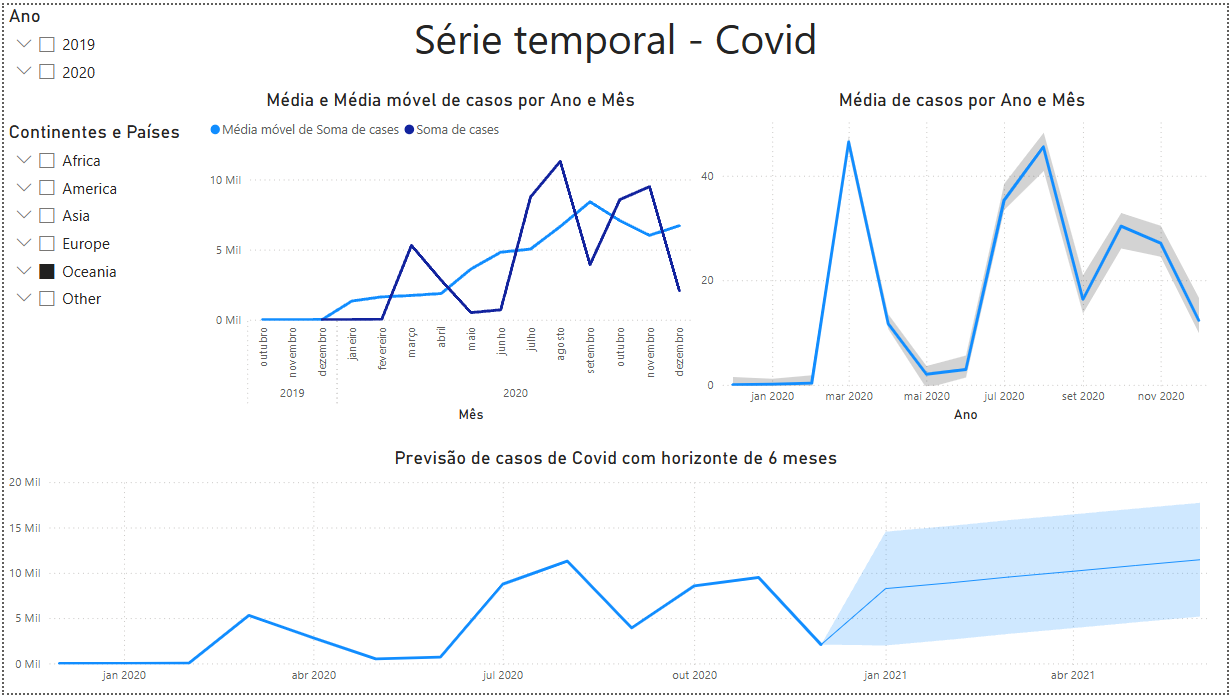 Ano
2019
2020
Série temporal - Covid
Continentes e Países
Africa
America
Asia
Europe
Oceania
Other
Média e Média móvel de casos por Ano e Mês
Média móvel de Soma de cases
Soma de cases
10 Mil
5 Mil
0 Mil
outubro
novembro
dezembro
janeiro
fevereiro
março
abril
maio
junho
julho
agosto
setembro
outubro
novembro
dezembro
2019
2020
Mês
Média de casos por Ano e Mês
40
20
0
jan 2020
mar 2020
mai 2020
jul 2020
set 2020
nov 2020
Ano
Previsão de casos de Covid com horizonte de 6 meses
20 Mil
15 Mil
10 Mil
5 Mil
0 Mil
jan 2020
abr 2020
jul 2020
out 2020
jan 2021
abr 2021